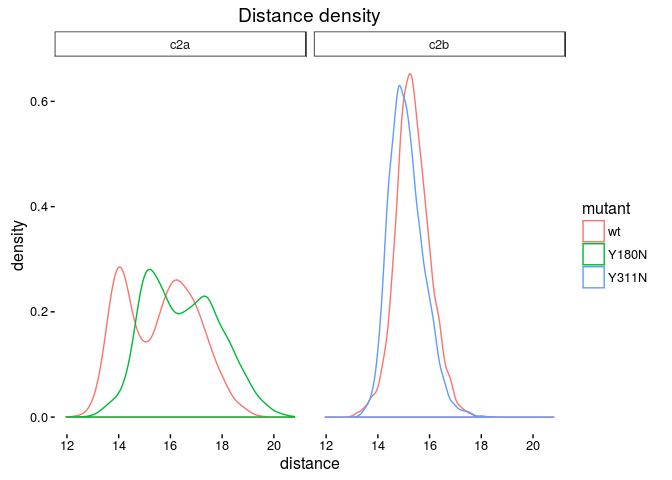 Distance density
c2a c2b
0.6
0.4
0.2
0.0
density
12 14 16 18 20 12 14 16 18 20
distance
mutant
wt
Y180N
Y311N